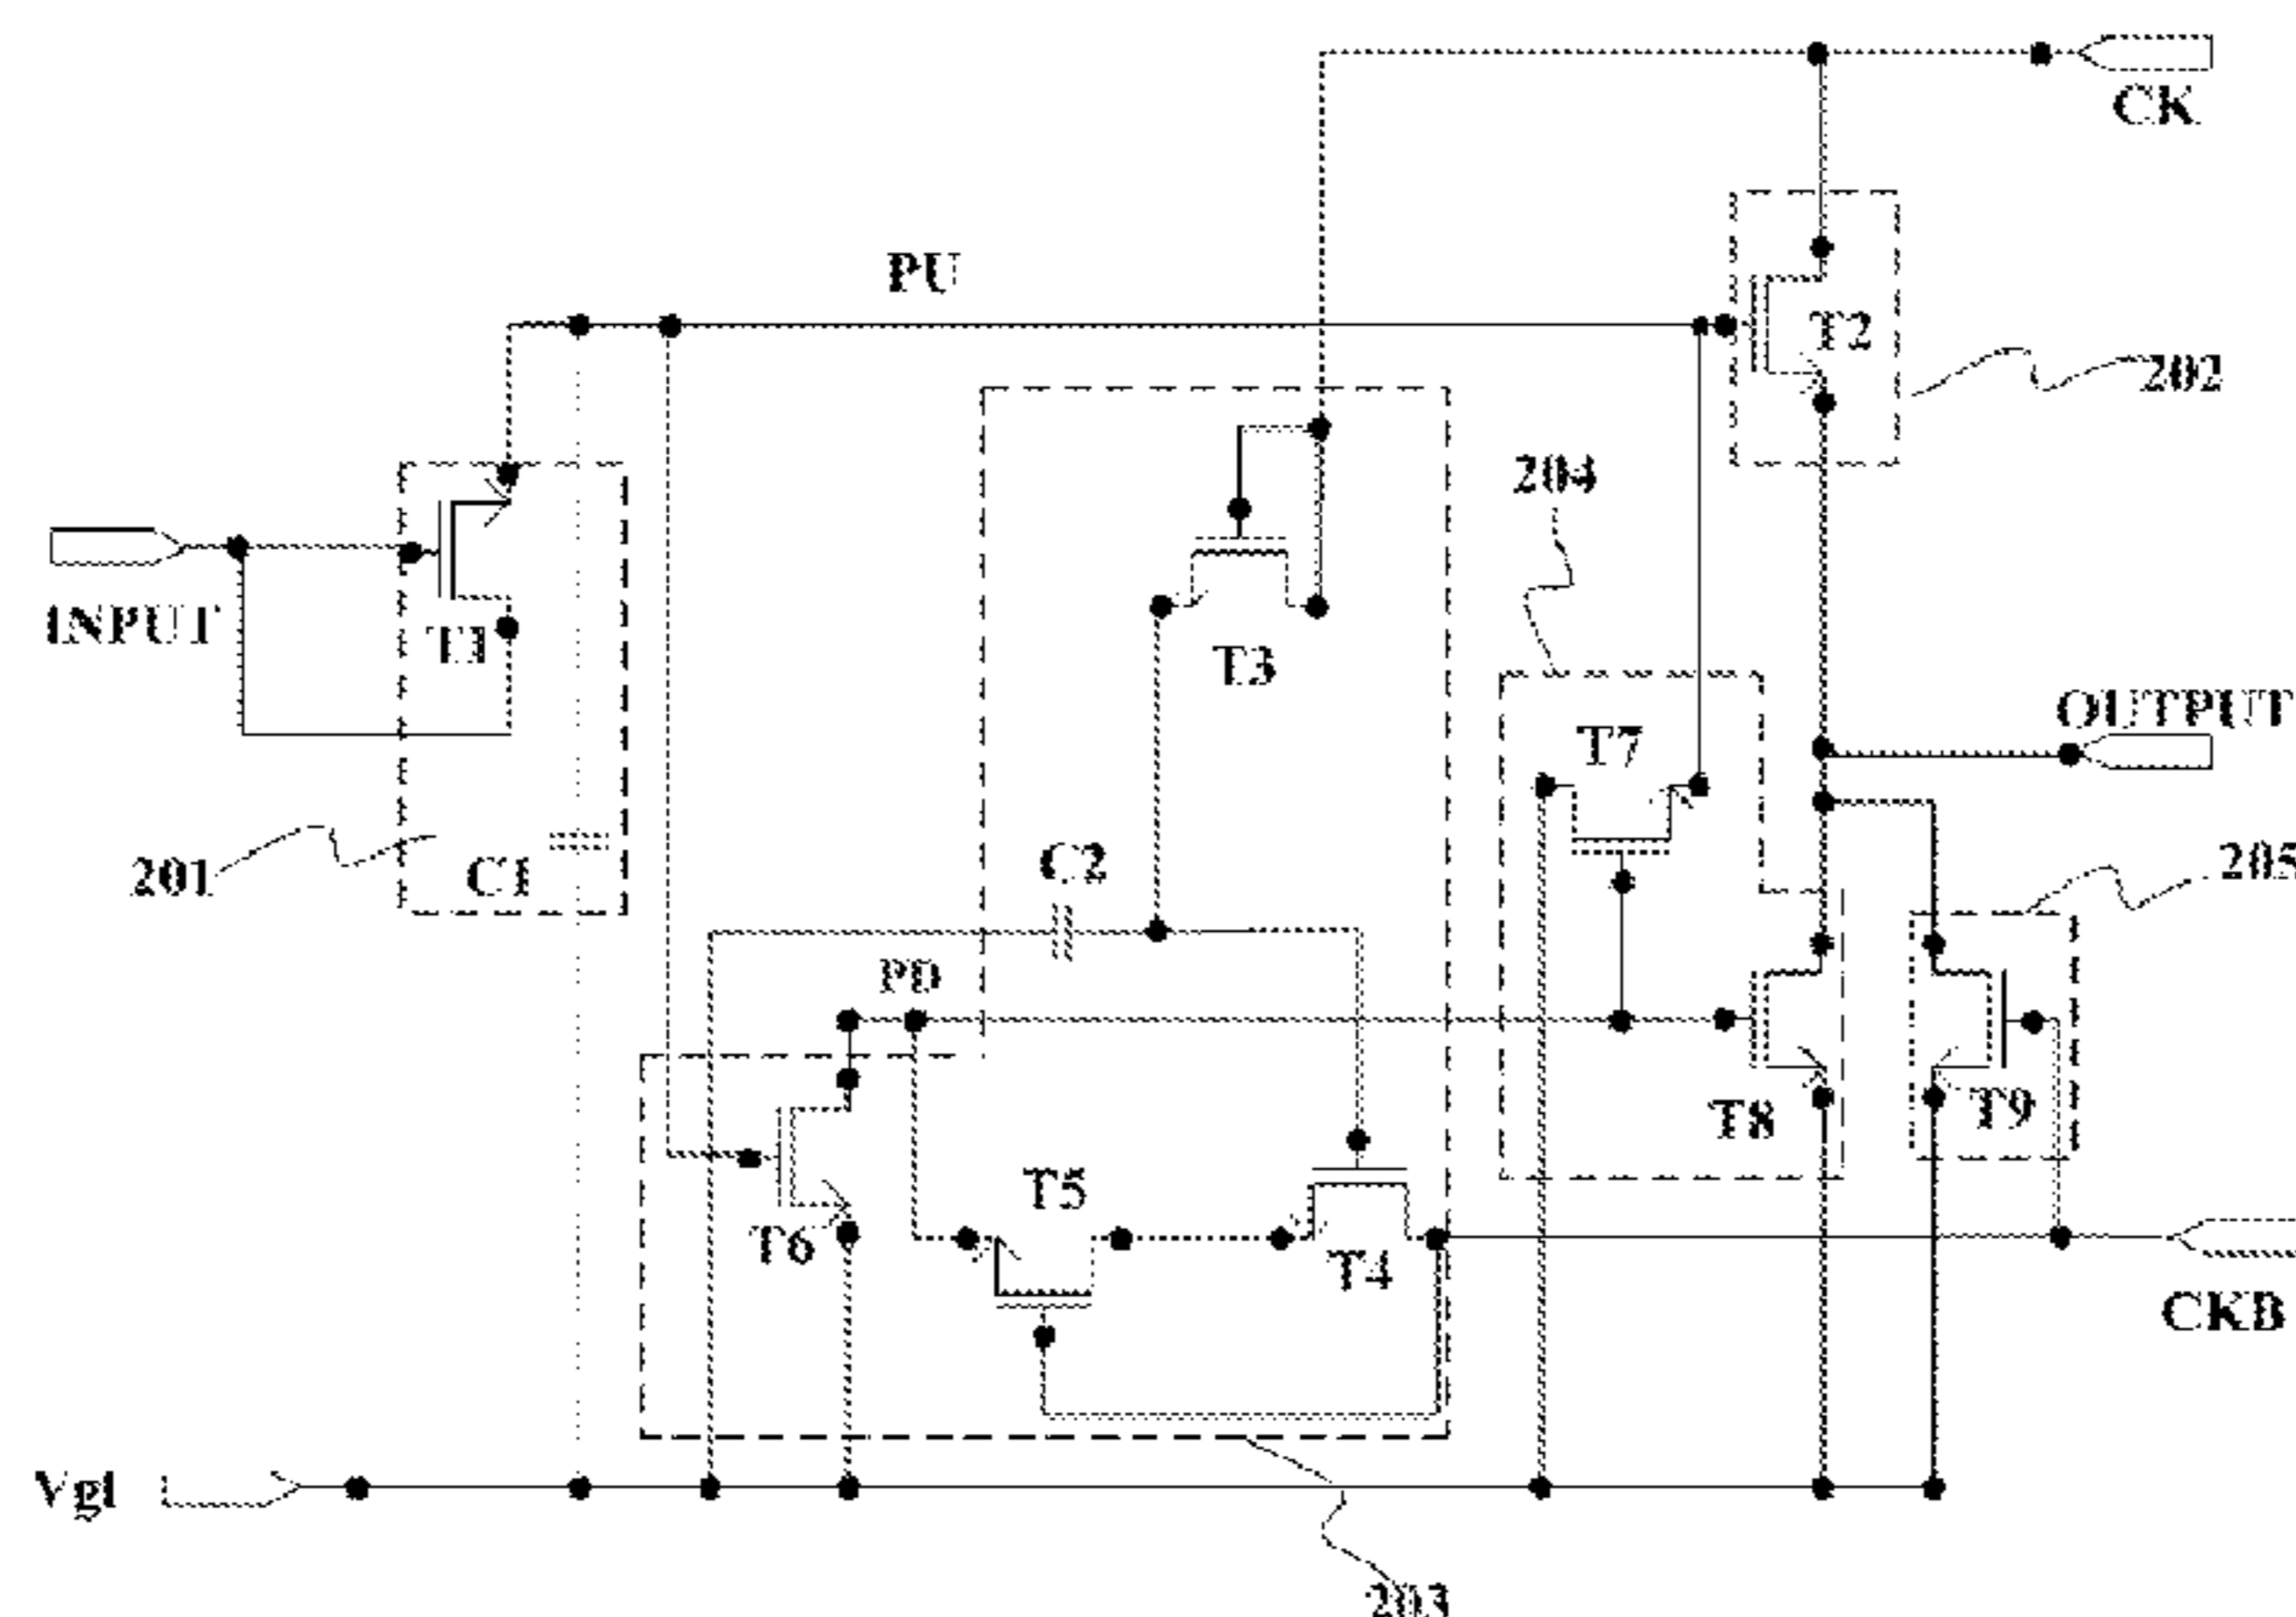 CK
PU
T2
202
204
INPUT
T1
T3
T7
OUTPUT
201
C1
C2
205
PD
T8
T9
T5
T6
T4
CKB
Vgl
203